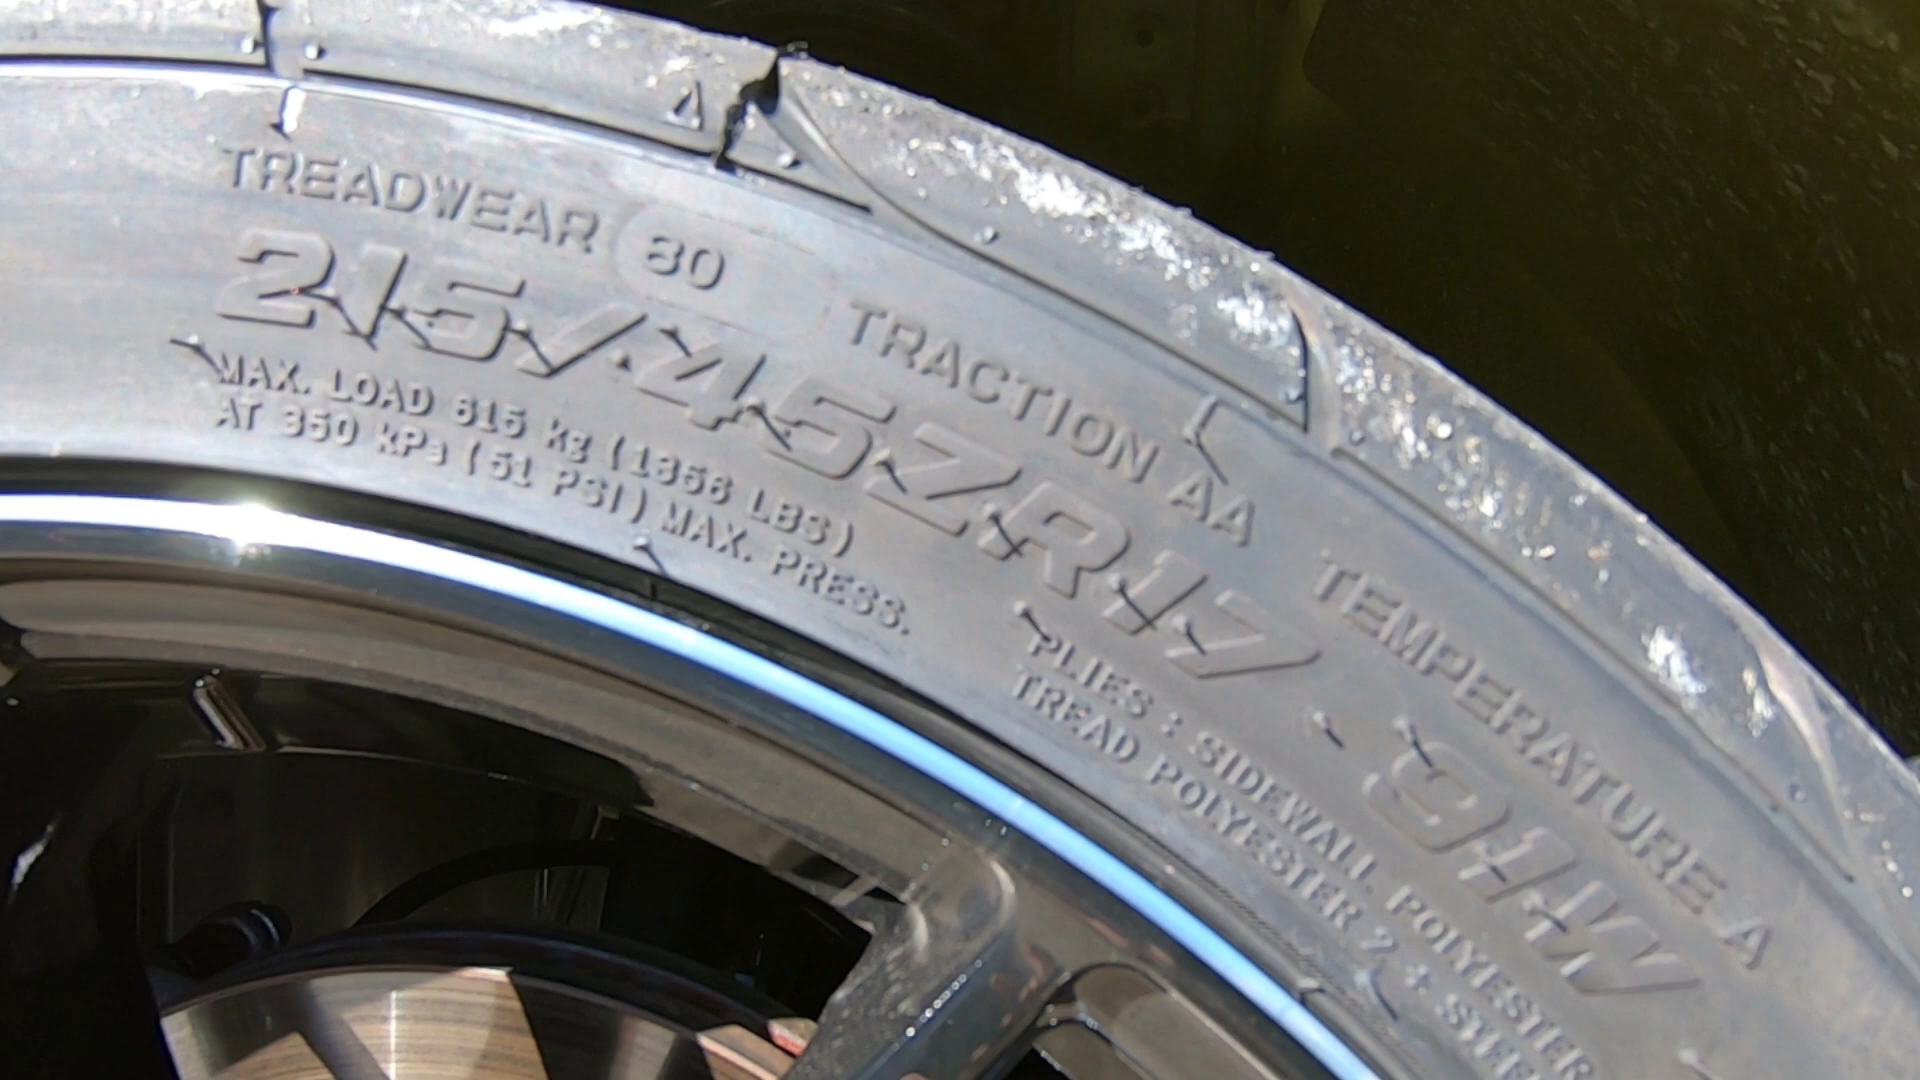 TREADWEAR 80 TRACTION AA TEMPERATURE A
215/45ZR17 91W
MAX. LOAD 615 kg (1356 LBS)
AT 350 kPa (51 PSI) MAX. PRESS.
PLIES : SIDEWALL POLYESTER
TREAD POLYESTER 2 +